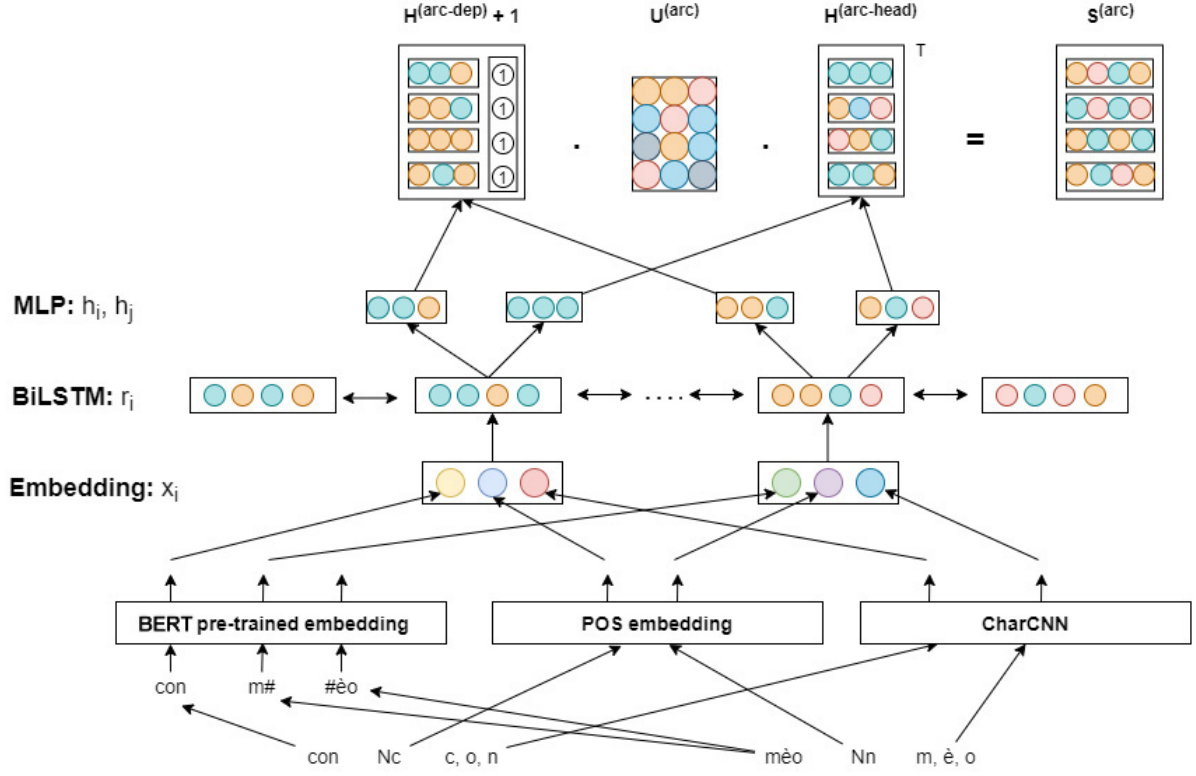 H(arc-dep) + 1 U(arc) H(arc-head) S(arc)
T
1
1
1
1
. . =
MLP: hi, hj
BiLSTM: ri ....
Embedding: xi
BERT pre-trained embedding POS embedding CharCNN
con m# #èo
con Nc c, o, n mèo Nn m, è, o